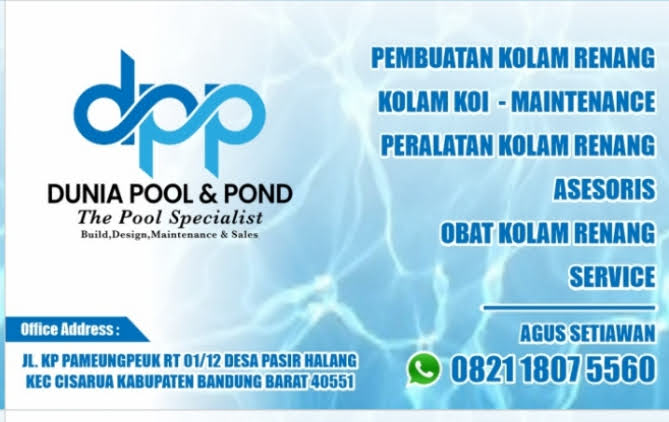 dpp
DUNIA POOL & POND
The Pool Specialist
Build,Design,Maintenance & Sales
PEMBUATAN KOLAM RENANG
KOLAM KOI - MAINTENANCE
PERALATAN KOLAM RENANG
ASESORIS
OBAT KOLAM RENANG
SERVICE
AGUS SETIAWAN
0821 1807 5560
Office Address :
JL. KP PAMEUNGPEUK RT 01/12 DESA PASIR HALANG
KEC CISARUA KABUPATEN BANDUNG BARAT 40551